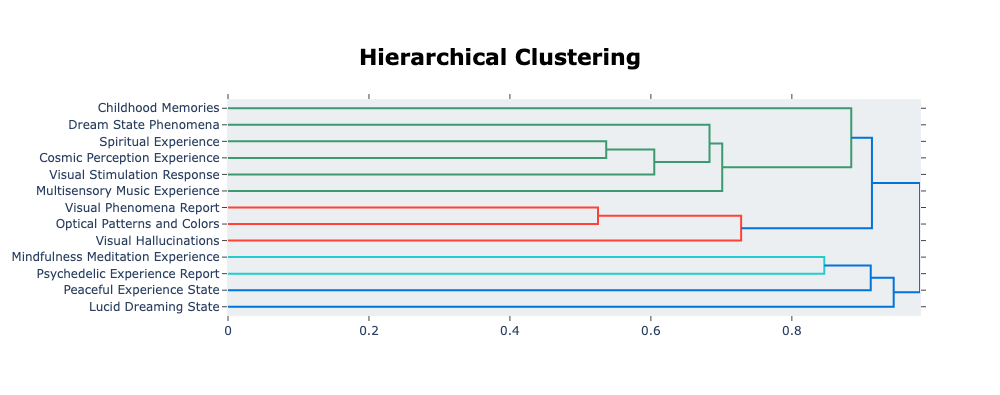 Hierarchical Clustering
Childhood Memories
Dream State Phenomena
Spiritual Experience
Cosmic Perception Experience
Visual Stimulation Response
Multisensory Music Experience
Visual Phenomena Report
Optical Patterns and Colors
Visual Hallucinations
Mindfulness Meditation Experience
Psychedelic Experience Report
Peaceful Experience State
Lucid Dreaming State
0 0.2 0.4 0.6 0.8